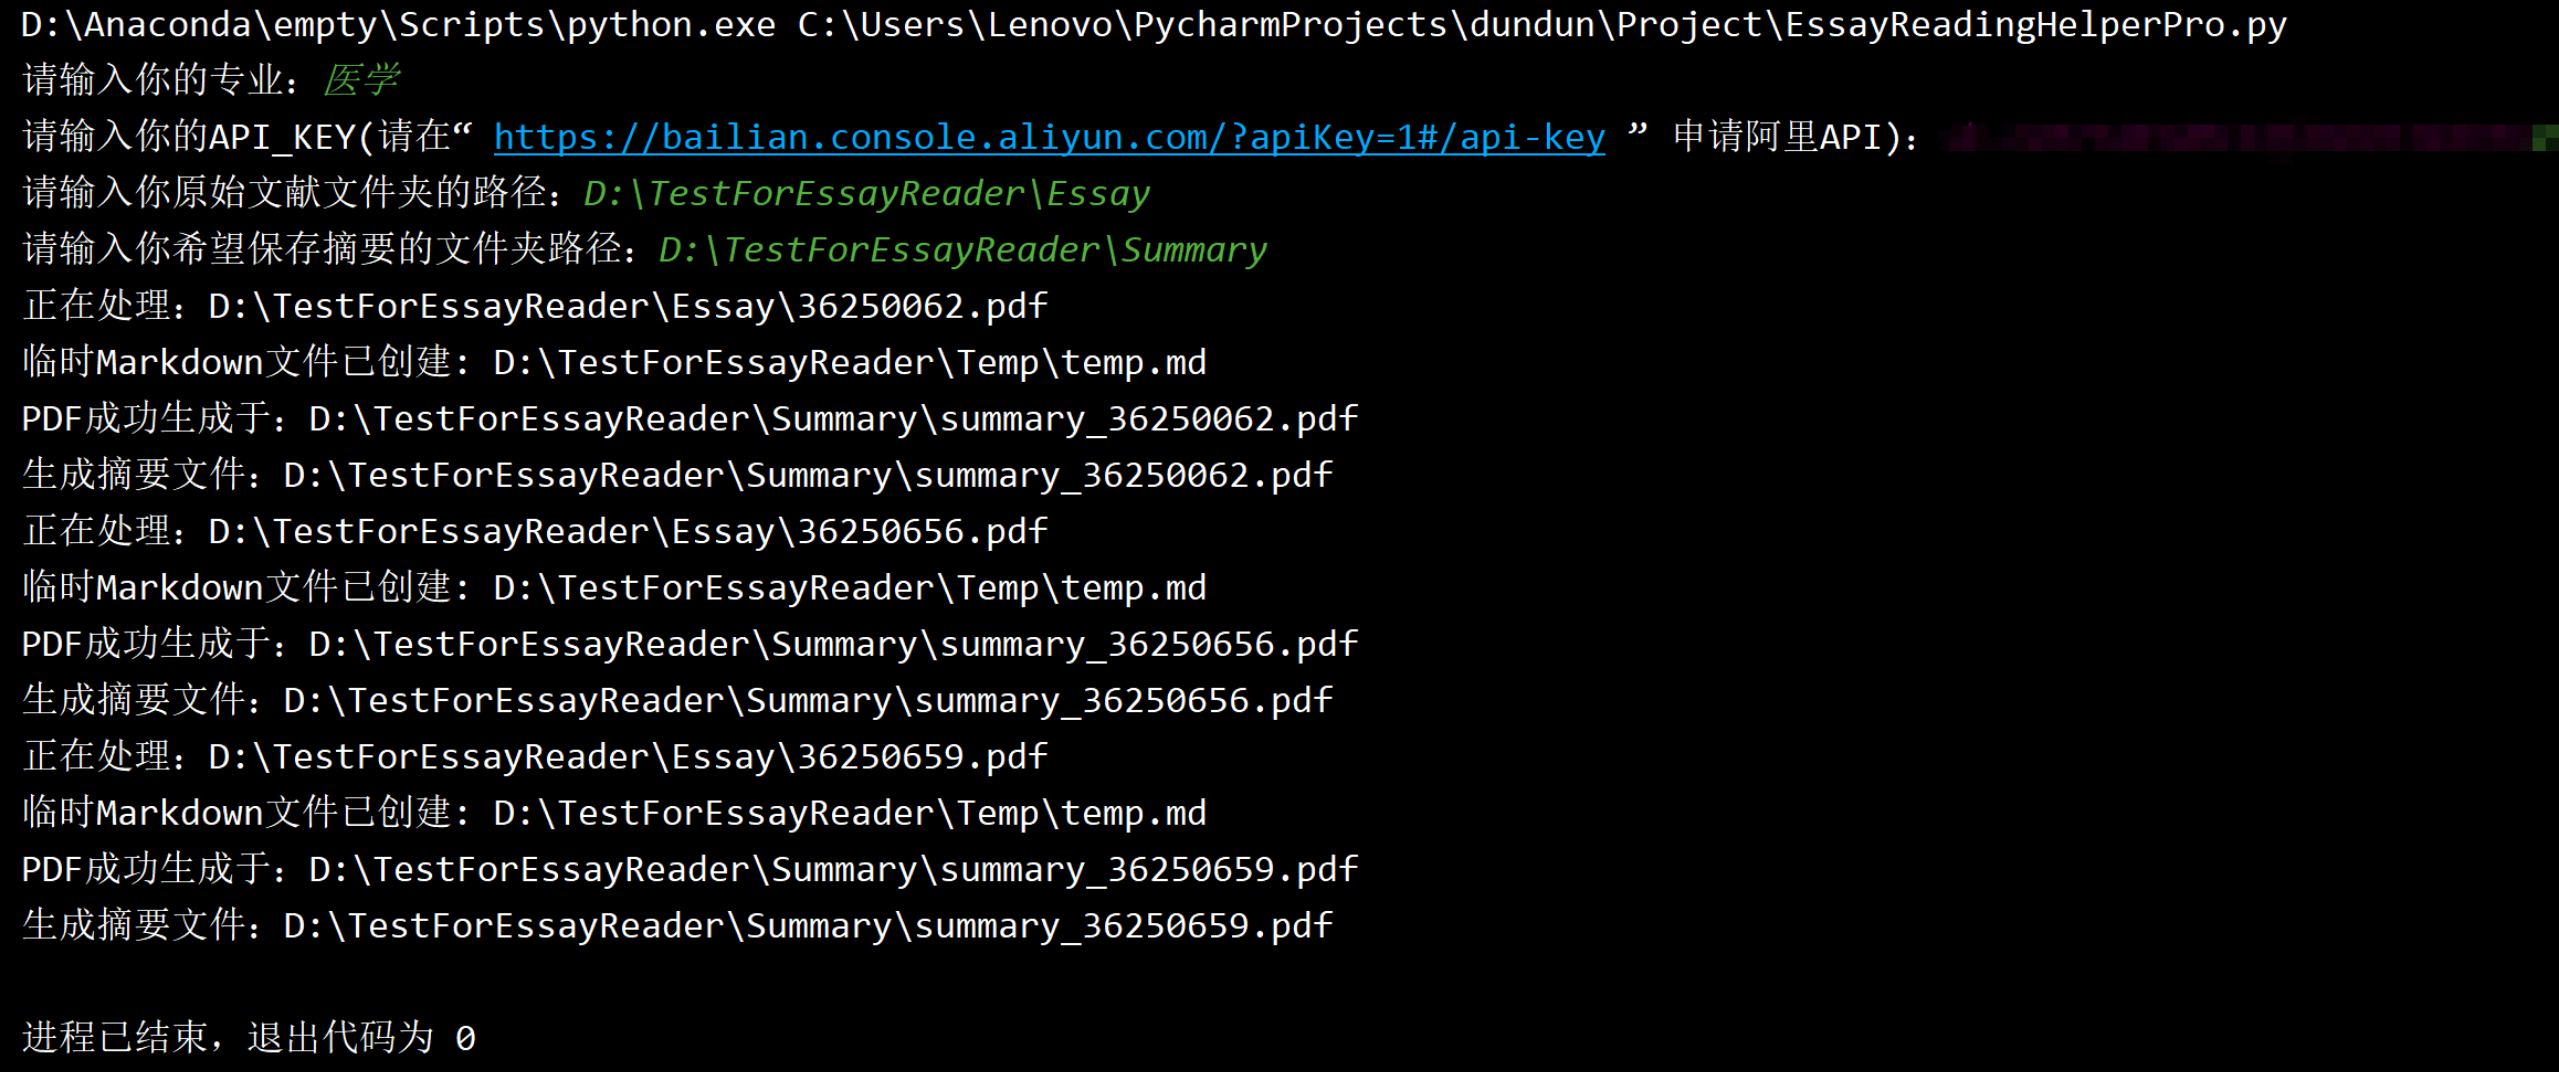 D:\Anaconda\empty\Scripts\python.exe C:\Users\Lenovo\PycharmProjects\dundun\Project\EssayReadingHelperPro.py
请输入你的专业：医学
请输入你的API_KEY(请在“ https://bailian.console.aliyun.com/?apiKey=1#/api-key ” 申请阿里API)：
请输入你原始文献文件夹的路径：D:\TestForEssayReader\Essay
请输入你希望保存摘要的文件夹路径：D:\TestForEssayReader\Summary
正在处理：D:\TestForEssayReader\Essay\36250062.pdf
临时Markdown文件已创建: D:\TestForEssayReader\Temp\temp.md
PDF成功生成于：D:\TestForEssayReader\Summary\summary_36250062.pdf
生成摘要文件：D:\TestForEssayReader\Summary\summary_36250062.pdf
正在处理：D:\TestForEssayReader\Essay\36250656.pdf
临时Markdown文件已创建: D:\TestForEssayReader\Temp\temp.md
PDF成功生成于：D:\TestForEssayReader\Summary\summary_36250656.pdf
生成摘要文件：D:\TestForEssayReader\Summary\summary_36250656.pdf
正在处理：D:\TestForEssayReader\Essay\36250659.pdf
临时Markdown文件已创建: D:\TestForEssayReader\Temp\temp.md
PDF成功生成于：D:\TestForEssayReader\Summary\summary_36250659.pdf
生成摘要文件：D:\TestForEssayReader\Summary\summary_36250659.pdf
进程已结束，退出代码为 0